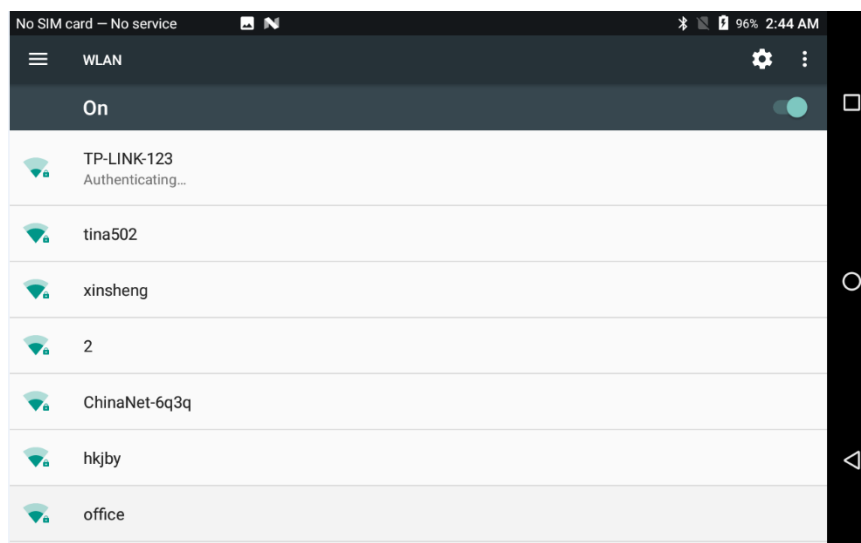 No SIM card — No service 96% 2:44 AM
WLAN
On
TP-LINK-123
Authenticating...
tina502
xinsheng
2
ChinaNet-6q3q
hkjby
office